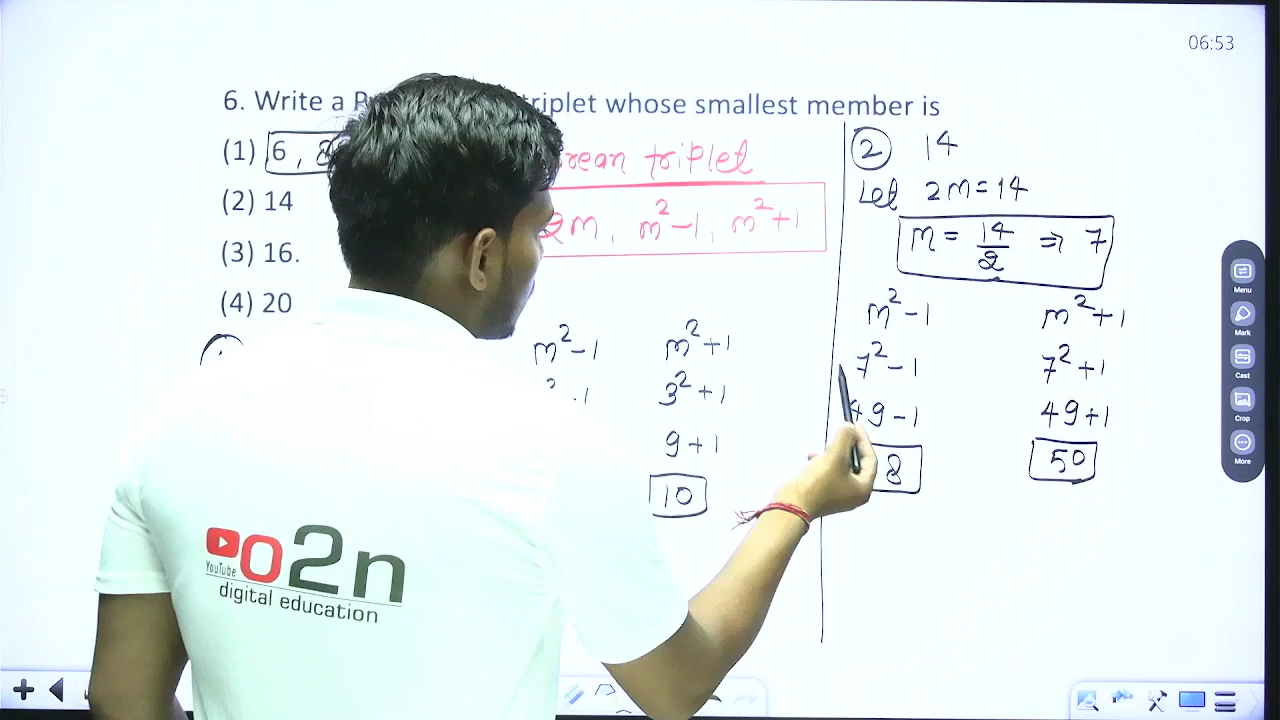 06:53
6. Write a triplet whose smallest member is
(1) 6, 8
triplet
(2) 14
2m, m²-1, m²+1
(3) 16.
(4) 20
m²-1 m²+1
3²+1
9+1
10
2 14
Let 2m=14
m = 14/2 ⇒ 7
m²-1 m²+1
7²-1 7²+1
49-1 49+1
8 50
Menu
Mark
Cast
Crop
More
YouTube
o2n
digital education